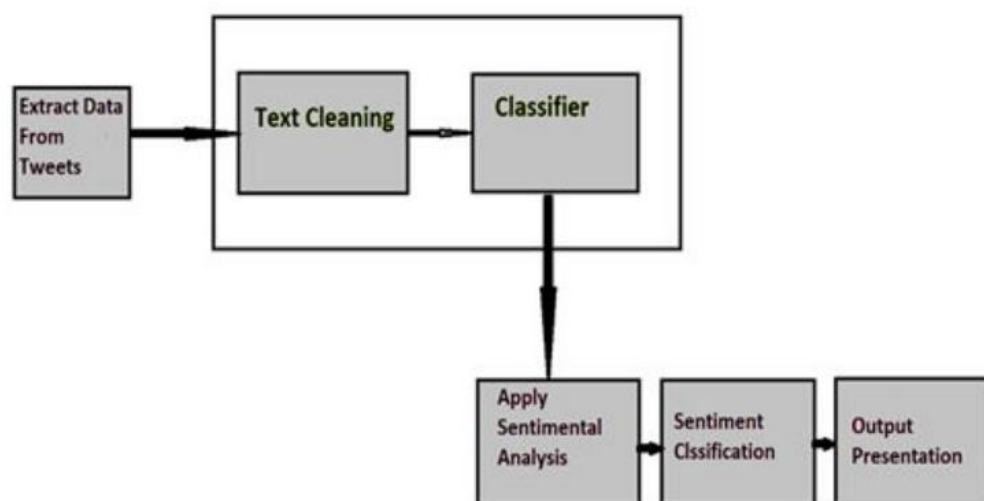 Extract Data
From
Tweets
Text Cleaning
Classifier
Apply
Sentimental
Analysis
Sentiment
Clssification
Output
Presentation